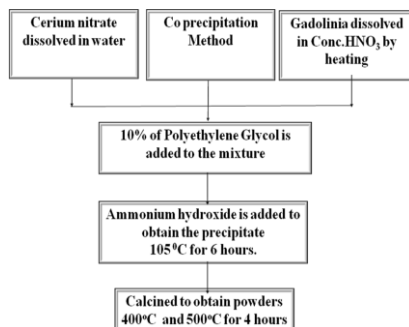 Cerium nitrate
dissolved in water
Co precipitation
Method
Gadolinia dissolved
in Conc.HNO₃ by
heating
10% of Polyethylene Glycol is
added to the mixture
Ammonium hydroxide is added to
obtain the precipitate
105⁰C for 6 hours.
Calcined to obtain powders
400ºC and 500ºC for 4 hours